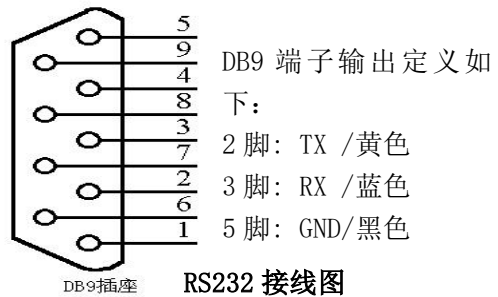 5
9
4
8
3
7
2
6
1
DB9 端子输出定义如
下：
2 脚: TX /黄色
3 脚: RX /蓝色
5 脚: GND/黑色
DB9插座
RS232 接线图